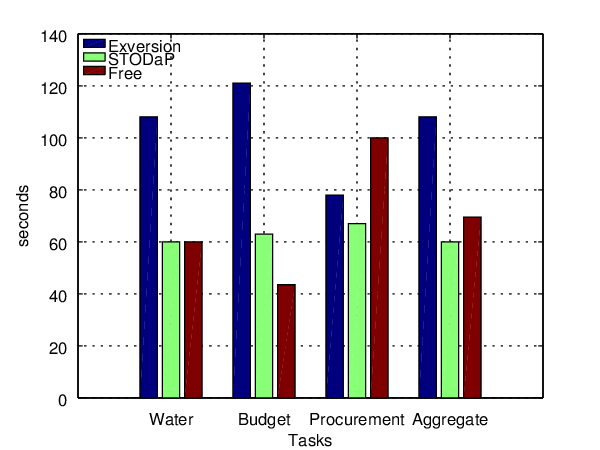 140
120
100
80
60
40
20
0
seconds
Exversion
STODaP
Free
Water Budget Procurement Aggregate
Tasks